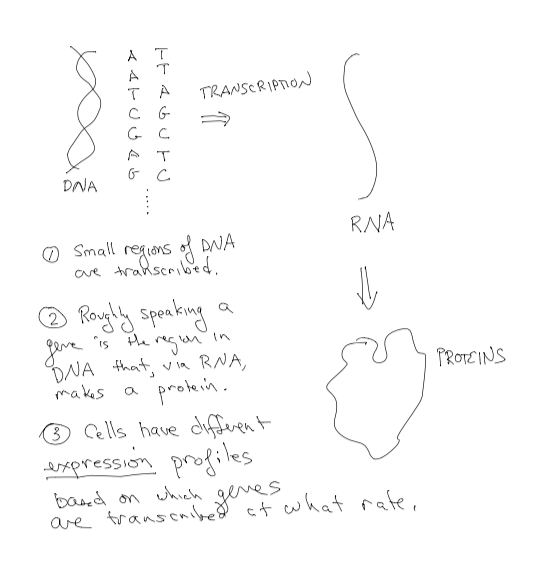 A T
A T
T A
C G
G C
A T
G C
.....
DNA
⇒ TRANSCRIPTION
RNA
① Small regions of DNA
are transcribed.
② Roughly speaking a
gene is the region in
DNA that, via RNA,
makes a protein.
PROTEINS
③ Cells have different
expression profiles
based on which genes
are transcribed at what rate.